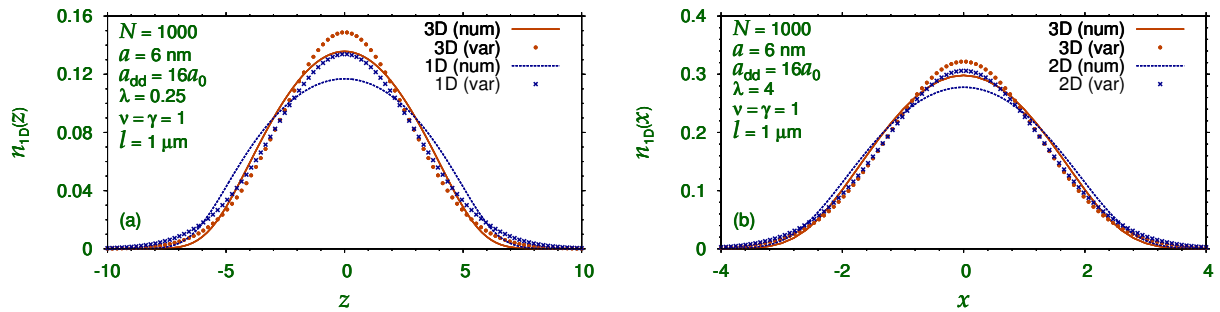 0.16
0.12
0.08
0.04
0
n1D(z)
N = 1000
a = 6 nm
add = 16a0
λ = 0.25
ν = γ = 1
l = 1 μm
(a)
3D (num)
3D (var)
1D (num)
1D (var)
-10 -5 0 5 10
z
0.4
0.3
0.2
0.1
0
n1D(x)
N = 1000
a = 6 nm
add = 16a0
λ = 4
ν = γ = 1
l = 1 μm
(b)
3D (num)
3D (var)
2D (num)
2D (var)
-4 -2 0 2 4
x